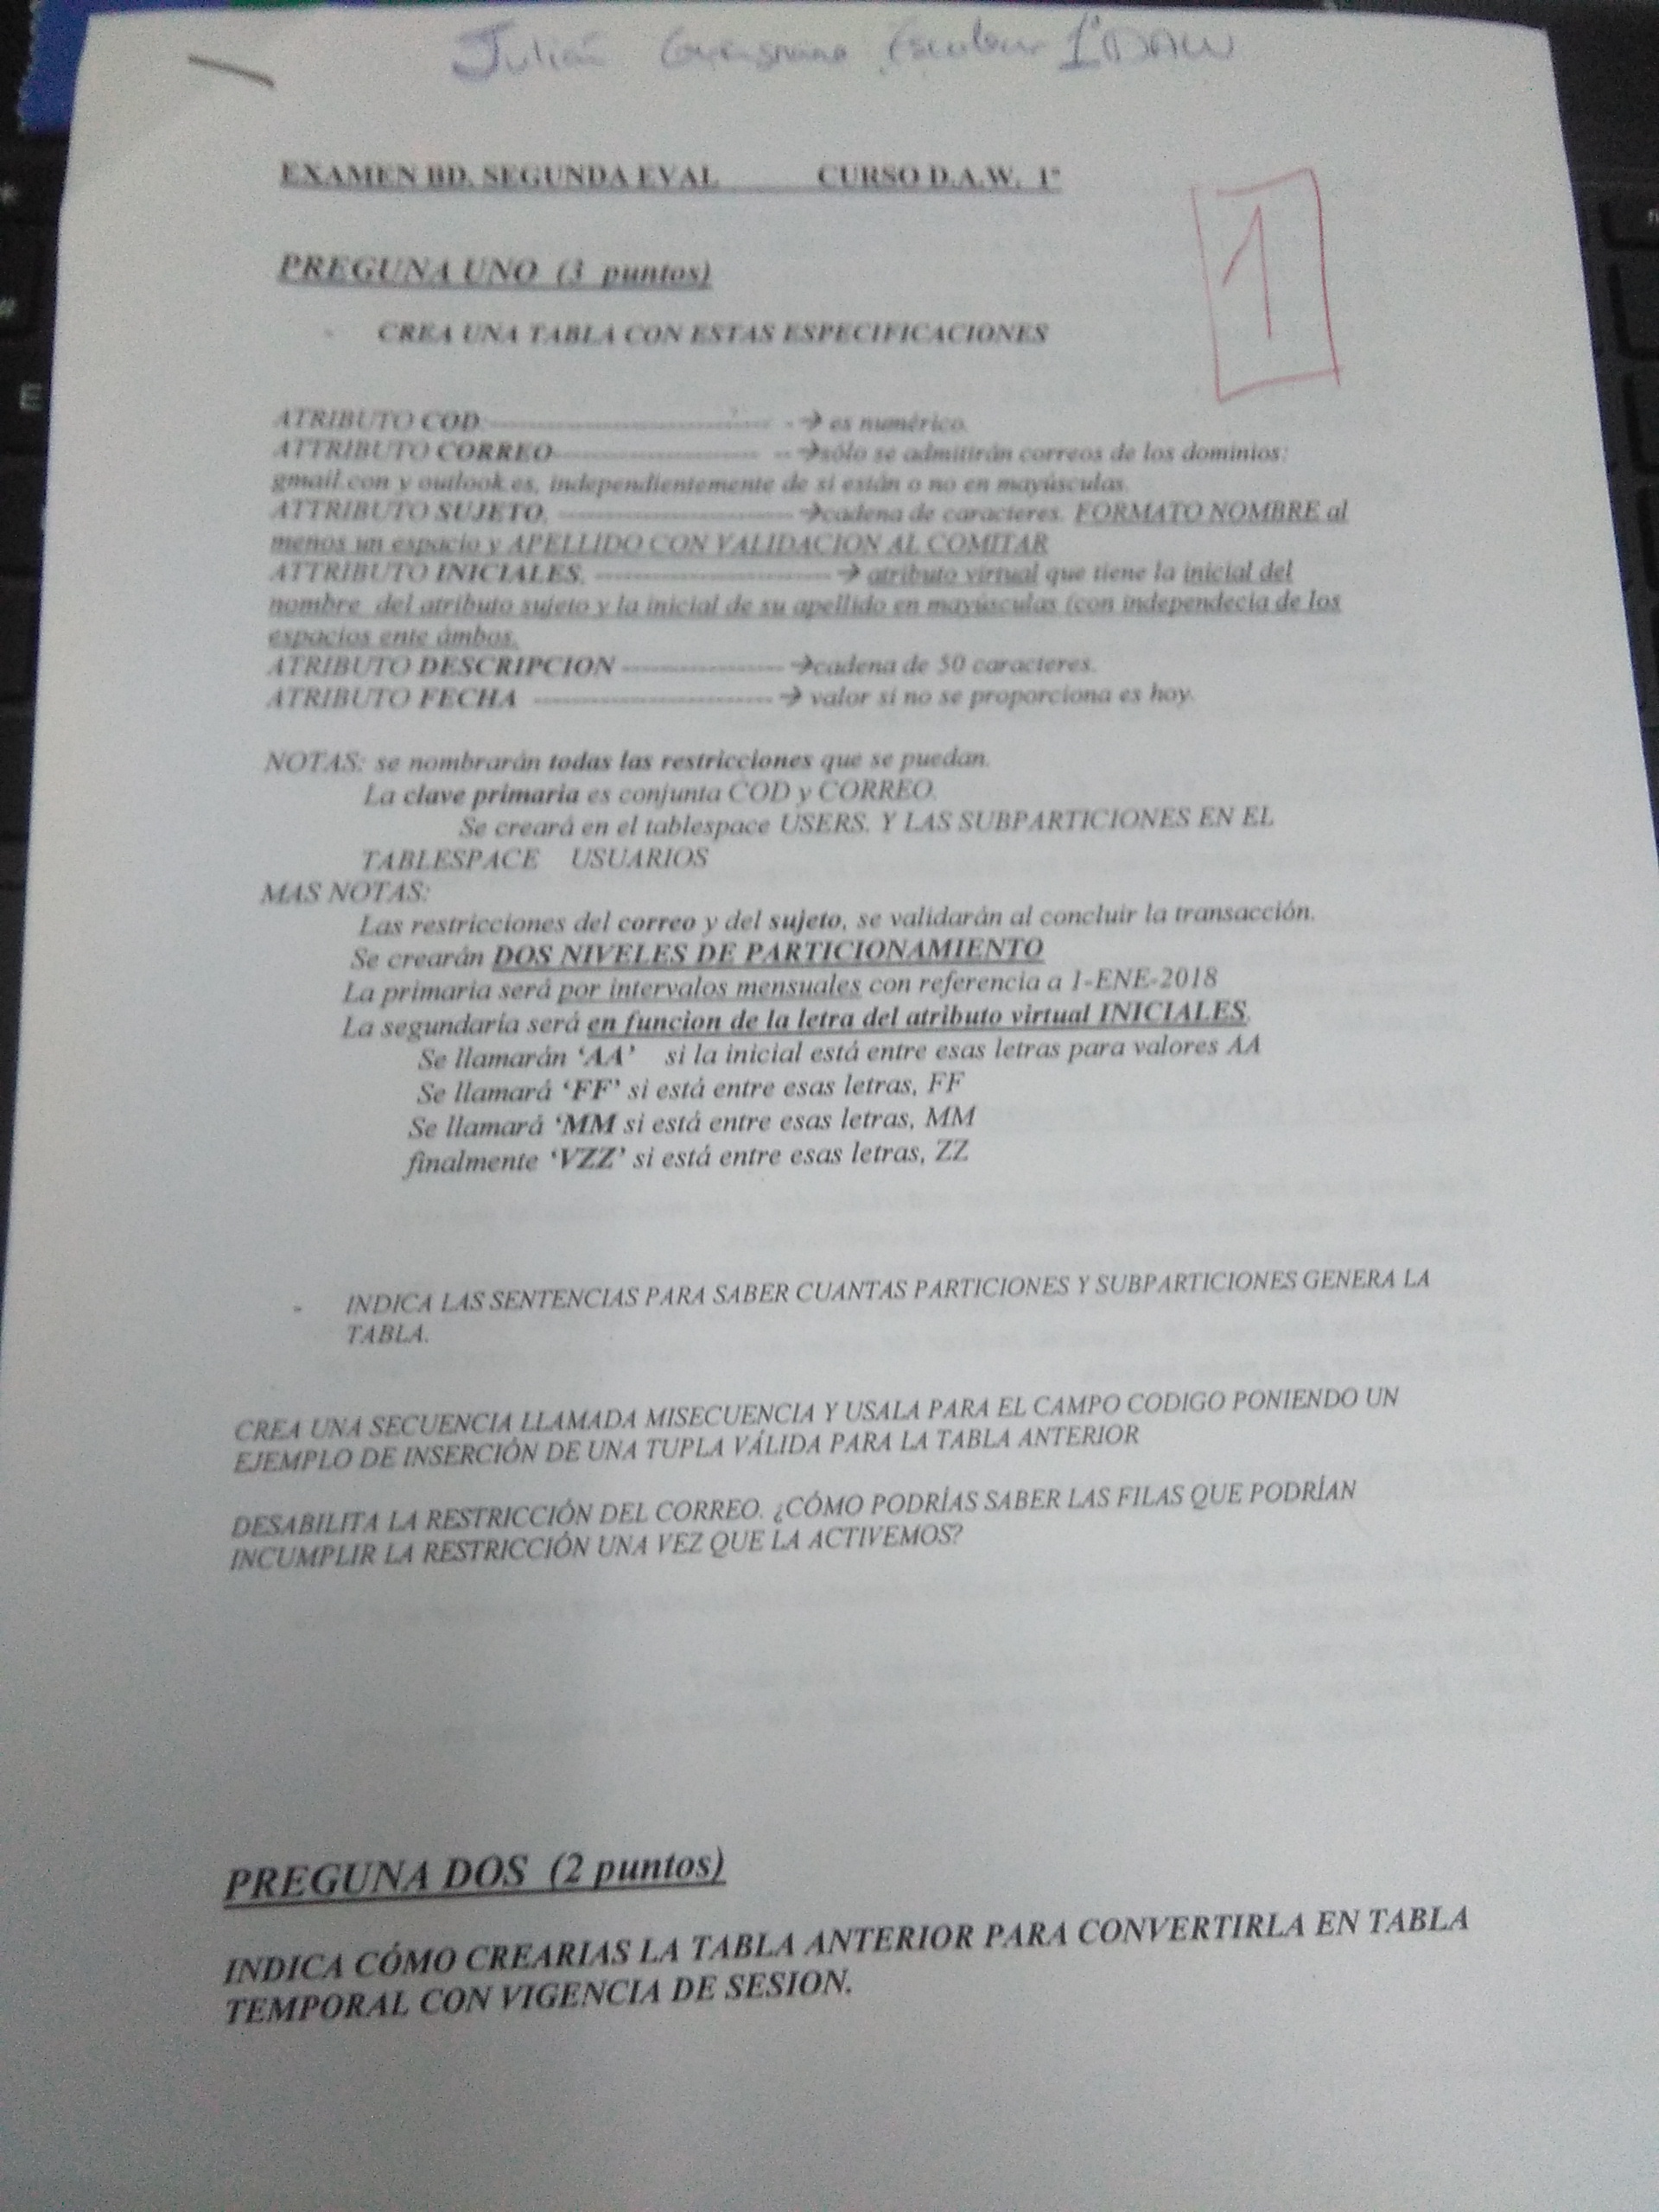 Julián Escobar 1º DAW
EXAMEN BD. SEGUNDA EVAL CURSO D.A.W. 1º
1
PREGUNA UNO (3 puntos)
- CREA UNA TABLA CON ESTAS ESPECIFICACIONES
ATRIBUTO COD.------------------------------ - → es numérico.
ATTRIBUTO CORREO---------------------- -- →sólo se admitirán correos de los dominios:
gmail.con y outlook.es, independientemente de si están o no en mayúsculas.
ATTRIBUTO SUJETO. ------------------------ →cadena de caracteres. FORMATO NOMBRE al
menos un espacio y APELLIDO CON VALIDACION AL COMITAR
ATTRIBUTO INICIALES. ------------------------ → atributo virtual que tiene la inicial del
nombre del atributo sujeto y la inicial de su apellido en mayúsculas (con independecia de los
espacios ente ámbos.
ATRIBUTO DESCRIPCION ----------------- →cadena de 50 caracteres.
ATRIBUTO FECHA ------------------------- → valor si no se proporciona es hoy.
NOTAS: se nombrarán todas las restricciones que se puedan.
La clave primaria es conjunta COD y CORREO.
Se creará en el tablespace USERS. Y LAS SUBPARTICIONES EN EL
TABLESPACE USUARIOS
MAS NOTAS:
Las restricciones del correo y del sujeto, se validarán al concluir la transacción.
Se crearán DOS NIVELES DE PARTICIONAMIENTO
La primaria será por intervalos mensuales con referencia a 1-ENE-2018
La segundaría será en funcion de la letra del atributo virtual INICIALES.
Se llamarán ‘AA’ si la inicial está entre esas letras para valores AA
Se llamará ‘FF’ si está entre esas letras, FF
Se llamará ‘MM si está entre esas letras, MM
finalmente ‘VZZ’ si está entre esas letras, ZZ
- INDICA LAS SENTENCIAS PARA SABER CUANTAS PARTICIONES Y SUBPARTICIONES GENERA LA
TABLA.
CREA UNA SECUENCIA LLAMADA MISECUENCIA Y USALA PARA EL CAMPO CODIGO PONIENDO UN
EJEMPLO DE INSERCIÓN DE UNA TUPLA VÁLIDA PARA LA TABLA ANTERIOR
DESABILITA LA RESTRICCIÓN DEL CORREO. ¿CÓMO PODRÍAS SABER LAS FILAS QUE PODRÍAN
INCUMPLIR LA RESTRICCIÓN UNA VEZ QUE LA ACTIVEMOS?
PREGUNA DOS (2 puntos)
INDICA CÓMO CREARIAS LA TABLA ANTERIOR PARA CONVERTIRLA EN TABLA
TEMPORAL CON VIGENCIA DE SESION.